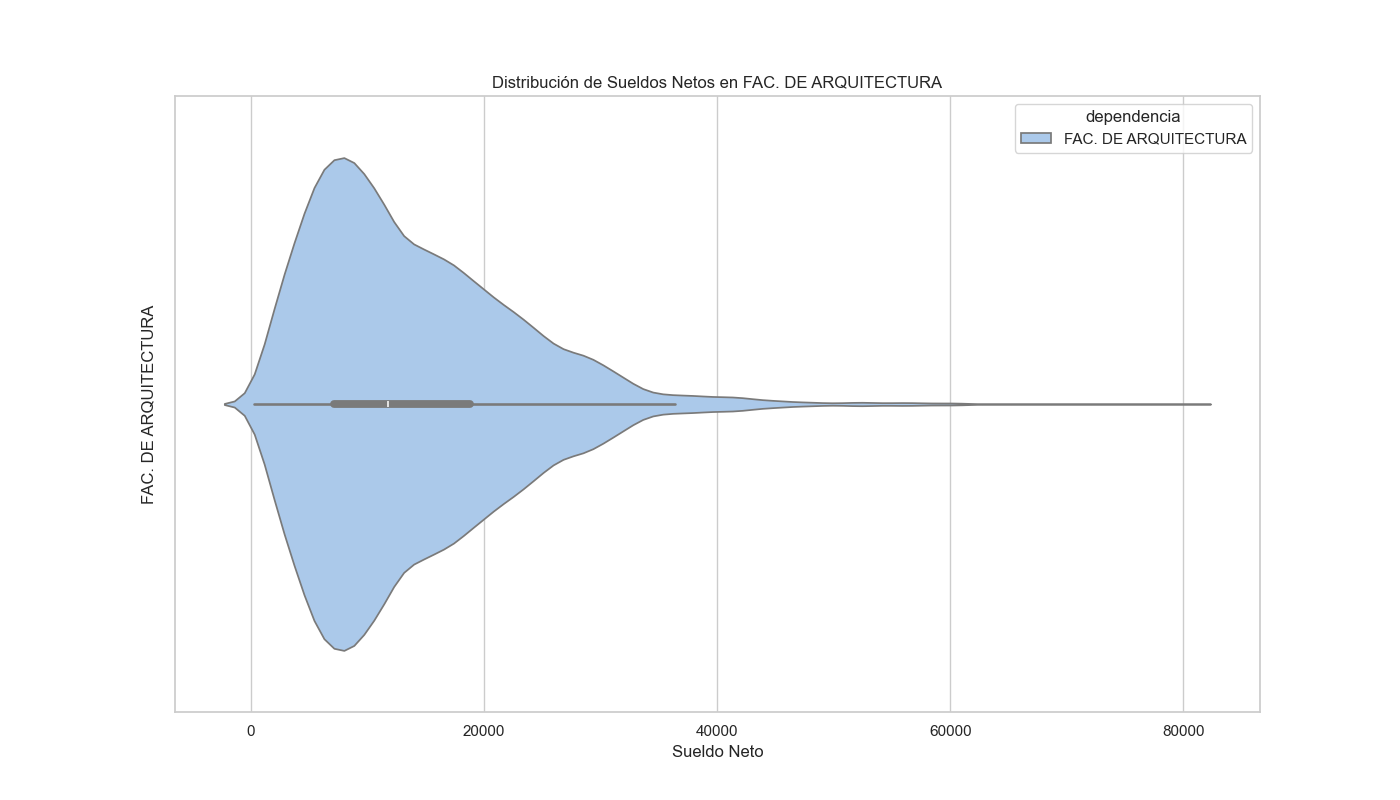 Distribución de Sueldos Netos en FAC. DE ARQUITECTURA
dependencia
FAC. DE ARQUITECTURA
FAC. DE ARQUITECTURA
0
20000
40000
60000
80000
Sueldo Neto